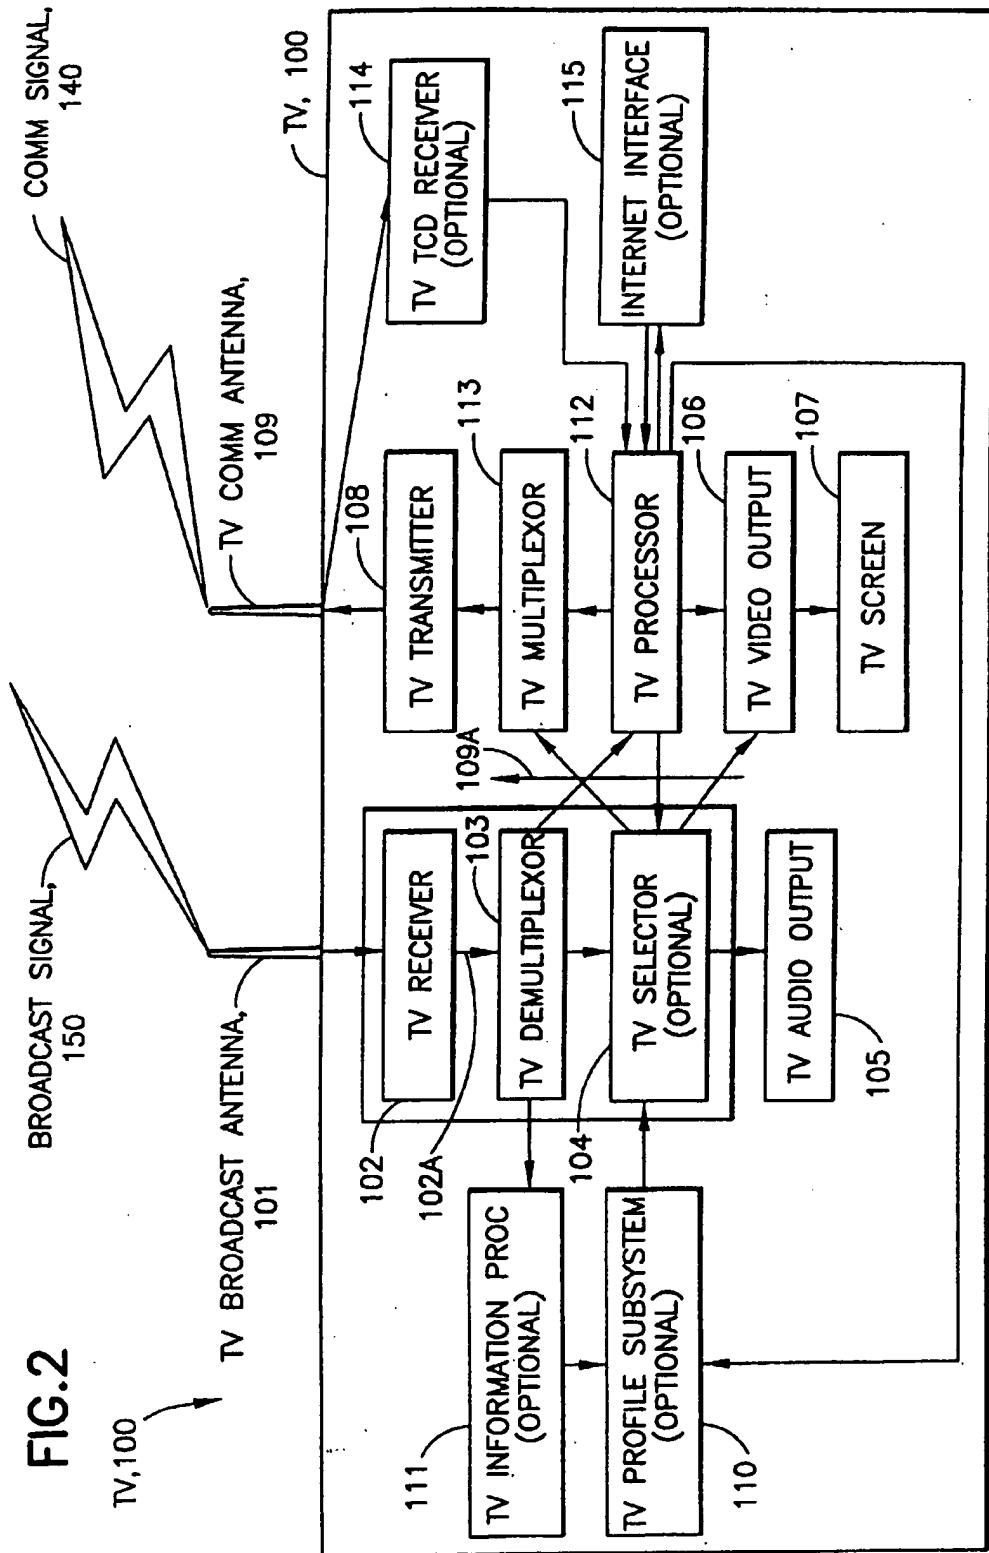 FIG.2
TV,100
BROADCAST SIGNAL,
150
COMM SIGNAL,
140
TV BROADCAST ANTENNA,
101
TV COMM ANTENNA,
109
TV, 100
102
TV RECEIVER
102A
108
TV TRANSMITTER
114
TV TCD RECEIVER
(OPTIONAL)
111
TV INFORMATION PROC
(OPTIONAL)
103
TV DEMULTIPLEXOR
109A
113
TV MULTIPLEXOR
110
TV PROFILE SUBSYSTEM
(OPTIONAL)
104
TV SELECTOR
(OPTIONAL)
112
TV PROCESSOR
115
INTERNET INTERFACE
(OPTIONAL)
105
TV AUDIO OUTPUT
106
TV VIDEO OUTPUT
107
TV SCREEN